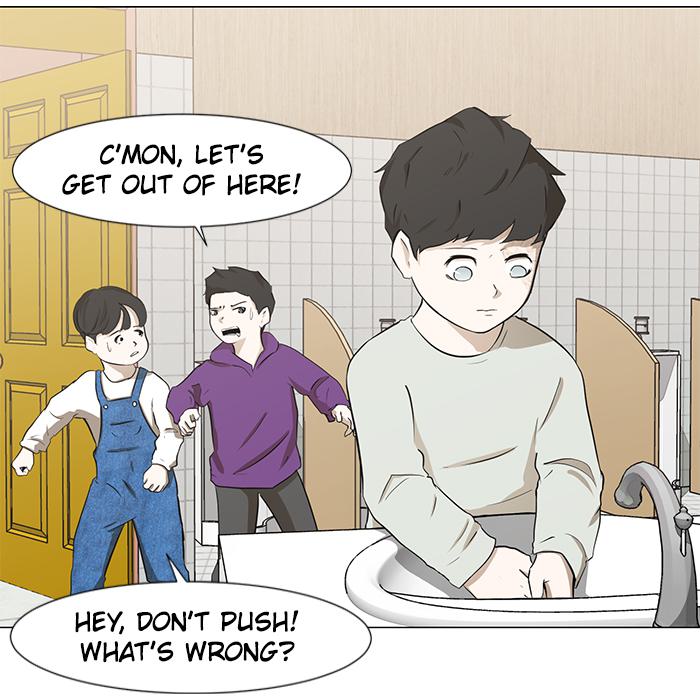 C'MON, LET'S
GET OUT OF HERE!
HEY, DON'T PUSH!
WHAT'S WRONG?